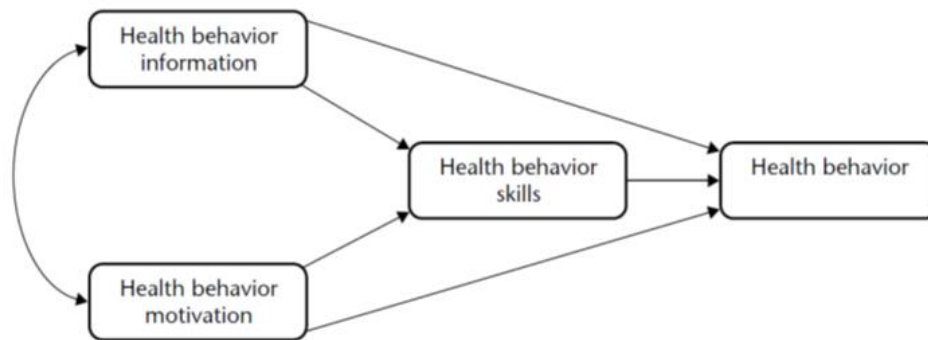 Health behavior
information
Health behavior
skills
Health behavior
Health behavior
motivation